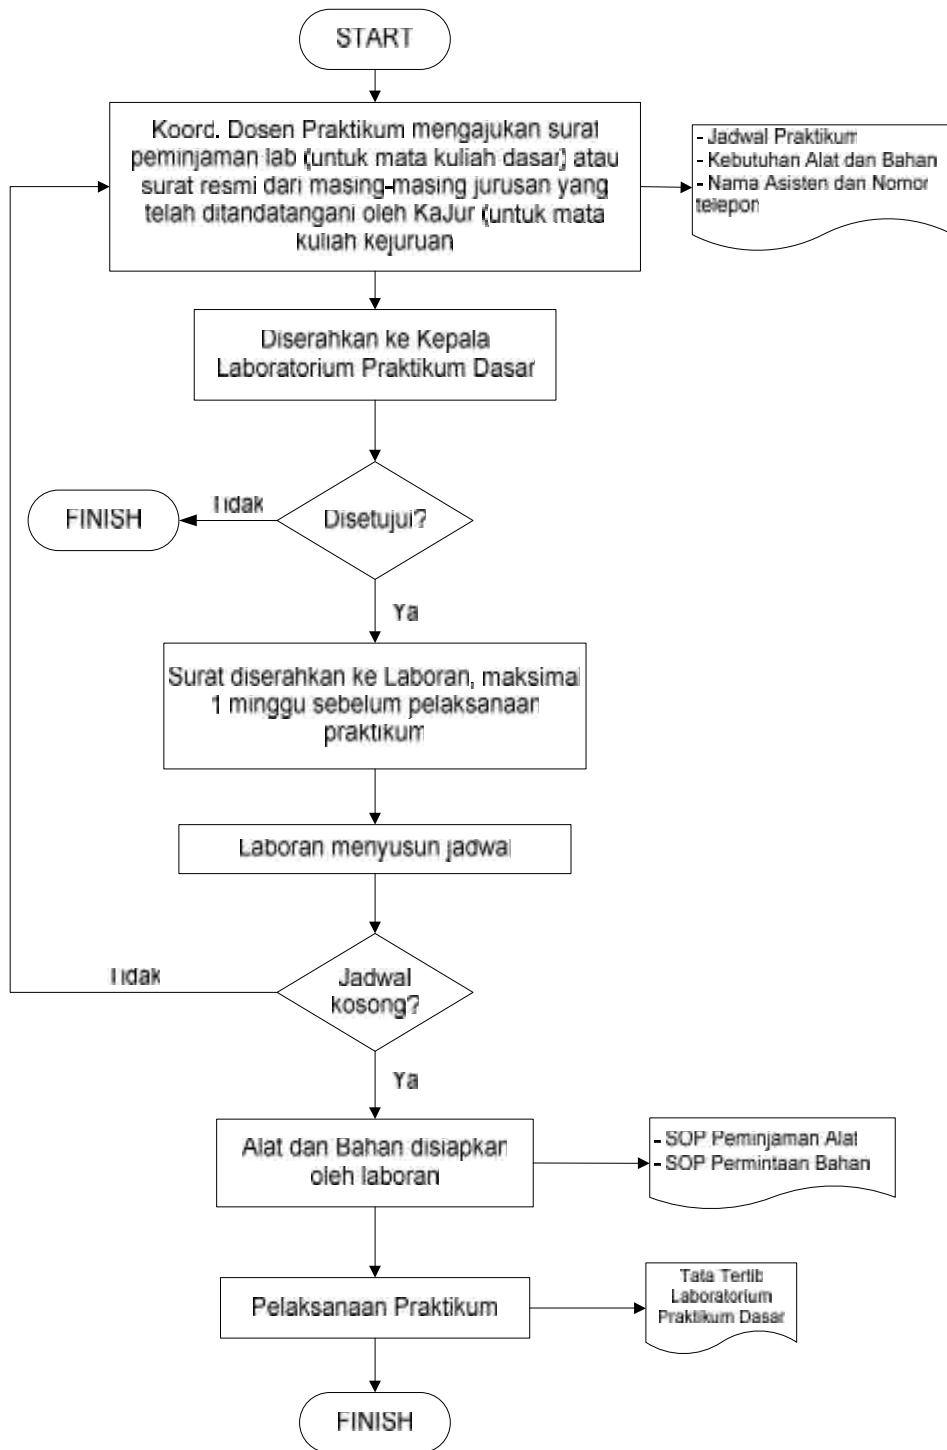 START
Koord. Dosen Praktikum mengajukan surat
peminjaman lab (untuk mata kuliah dasar) atau
surat resmi dari masing-masing jurusan yang
telah ditandatangani oleh KaJur (untuk mata
kuliah kejuruan
- Jadwal Praktikum
- Kebutuhan Alat dan Bahan
- Nama Asisten dan Nomor
telepon
Diserahkan ke Kepala
Laboratorium Praktikum Dasar
Disetujui?
Tidak
FINISH
Ya
Surat diserahkan ke Laboran, maksimal
1 minggu sebelum pelaksanaan
praktikum
Laboran menyusun jadwal
Jadwal
kosong?
Tidak
Ya
Alat dan Bahan disiapkan
oleh laboran
- SOP Peminjaman Alat
- SOP Permintaan Bahan
Pelaksanaan Praktikum
Tata Tertib
Laboratorium
Praktikum Dasar
FINISH